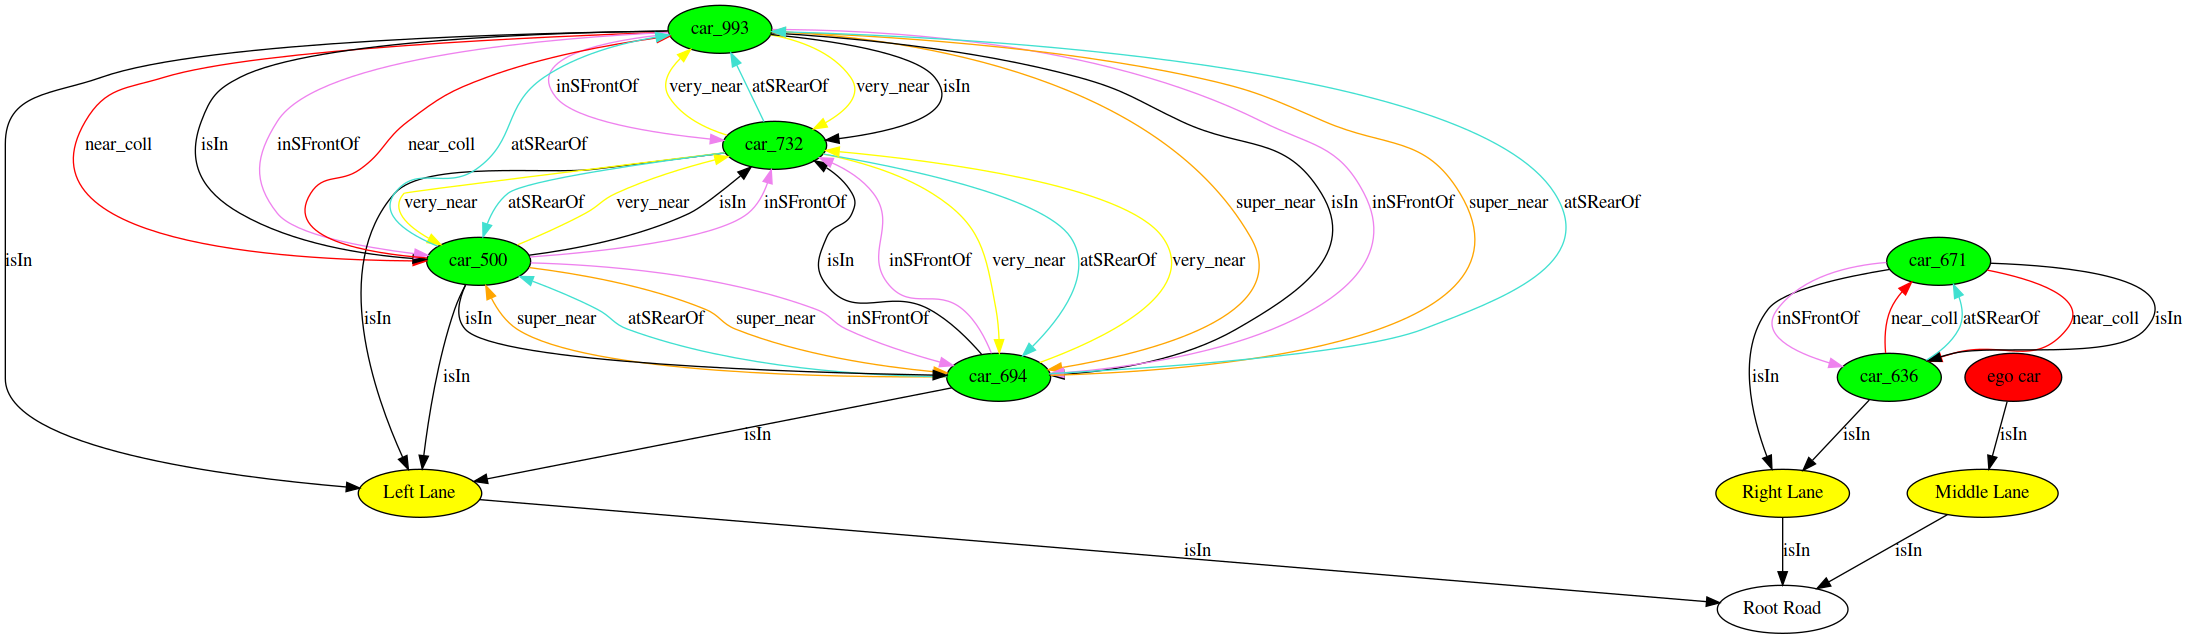 car_993
inSFrontOf
very_near
atSRearOf
very_near
isIn
near_coll
isIn
inSFrontOf
near_coll
atSRearOf
car_732
very_near
atSRearOf
very_near
isIn
inSFrontOf
super_near
isIn
inSFrontOf
super_near
atSRearOf
isIn
car_500
isIn
inSFrontOf
very_near
atSRearOf
very_near
car_671
isIn
isIn
super_near
atSRearOf
super_near
inSFrontOf
inSFrontOf
near_coll
atSRearOf
near_coll
isIn
isIn
car_694
isIn
car_636
ego car
isIn
isIn
isIn
Left Lane
Right Lane
Middle Lane
isIn
isIn
isIn
Root Road